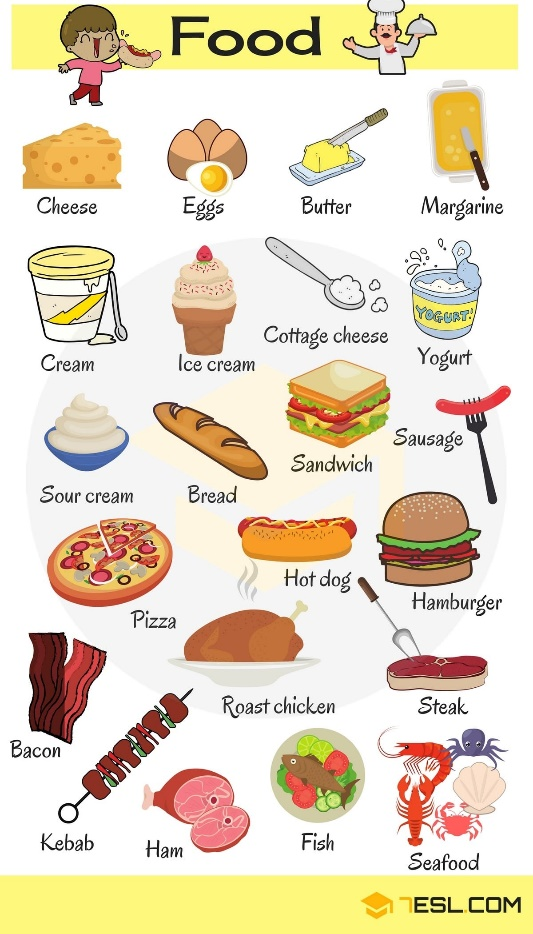 Food
Cheese
Eggs
Butter
Margarine
Cream
Ice cream
Cottage cheese
YOGURT!
Yogurt
Sour cream
Bread
Sandwich
Sausage
Pizza
Hot dog
Hamburger
Roast chicken
Steak
Bacon
Kebab
Ham
Fish
Seafood
7ESL.COM